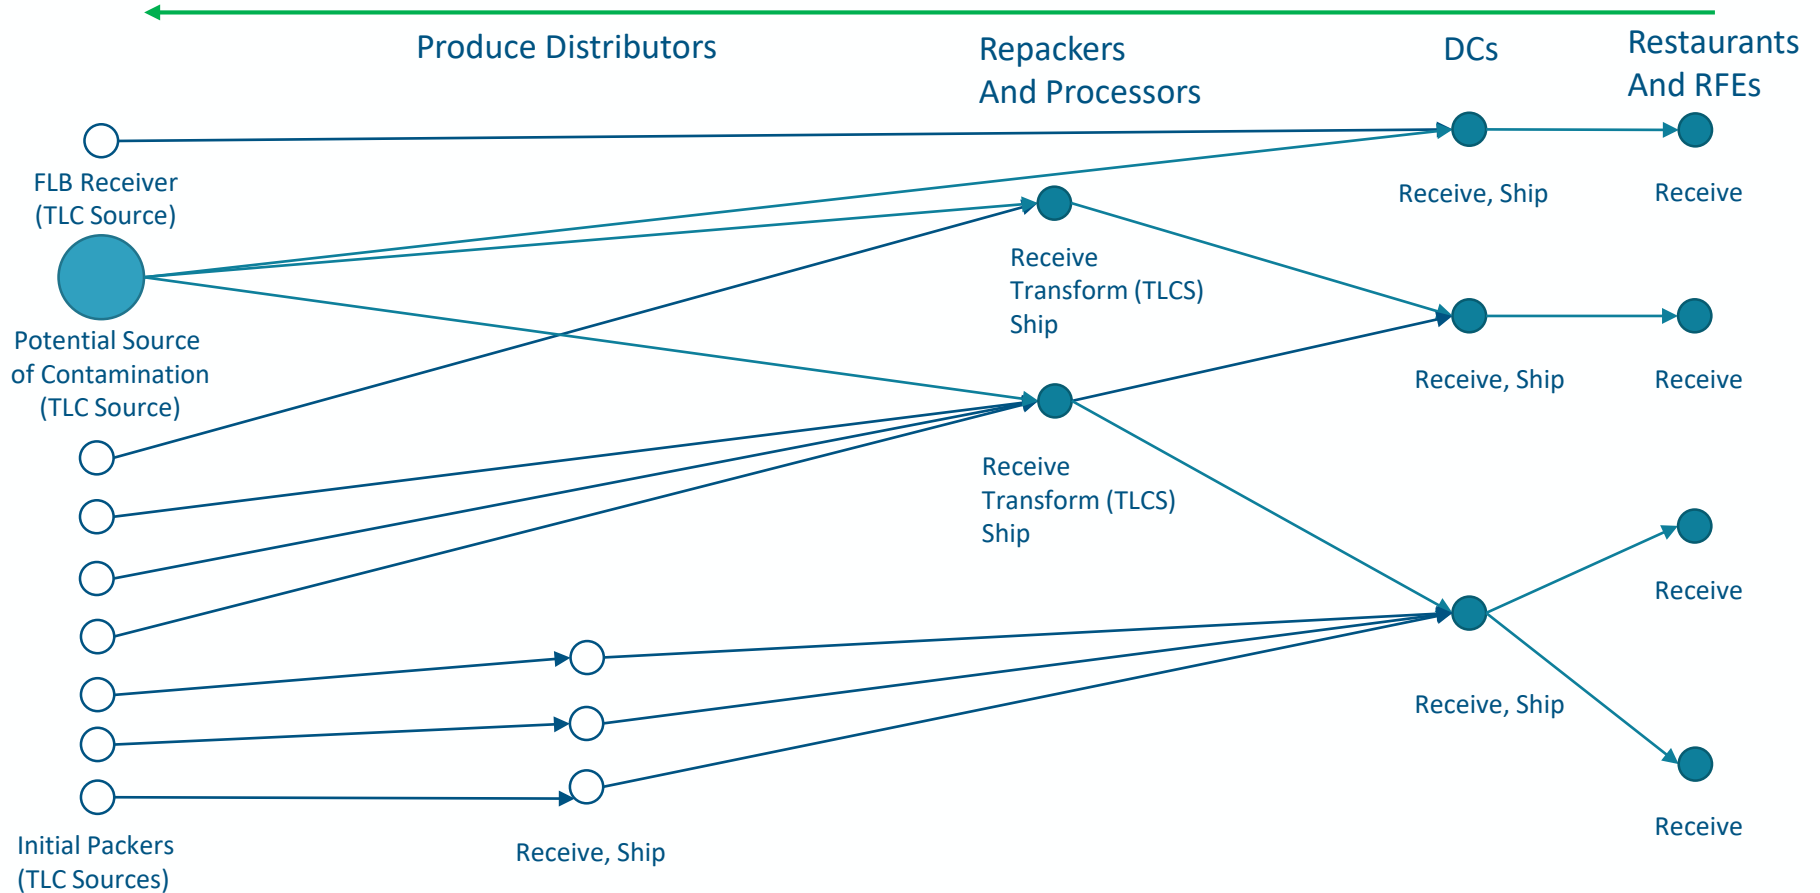 Produce Distributors
Repackers
And Processors
DCs
Restaurants
And RFEs
FLB Receiver
(TLC Source)
Receive, Ship
Receive
Potential Source
of Contamination
(TLC Source)
Receive
Transform (TLCS)
Ship
Receive, Ship
Receive
Receive
Transform (TLCS)
Ship
Receive
Receive, Ship
Receive
Initial Packers
(TLC Sources)
Receive, Ship